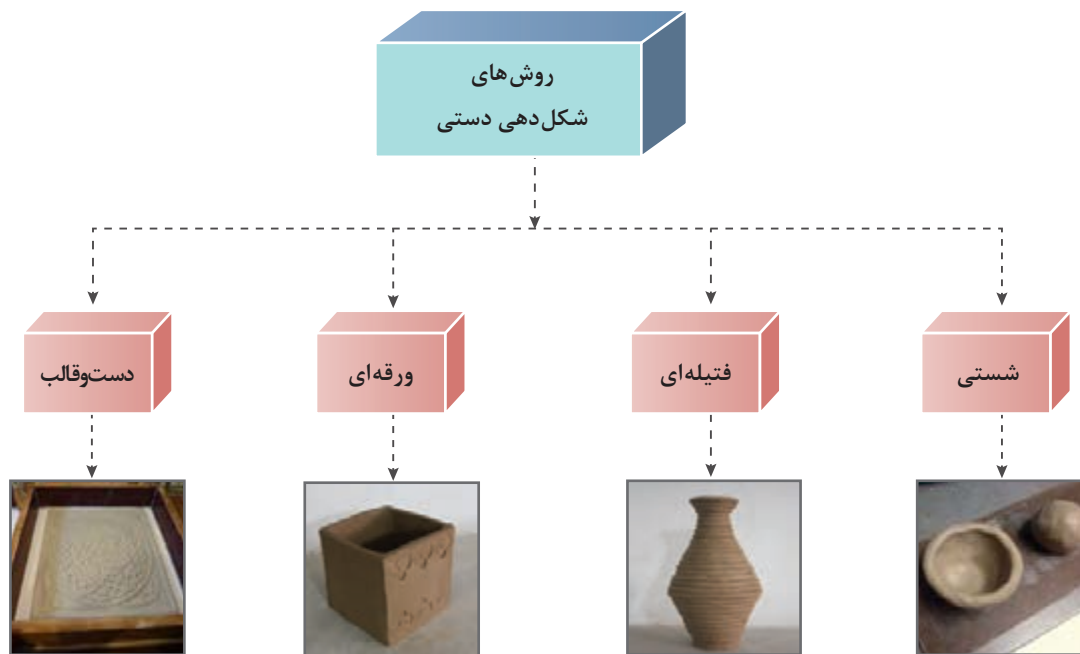 روش‌های
شکل‌دهی دستی
شستی
فتیله‌ای
ورقه‌ای
دست‌وقالب